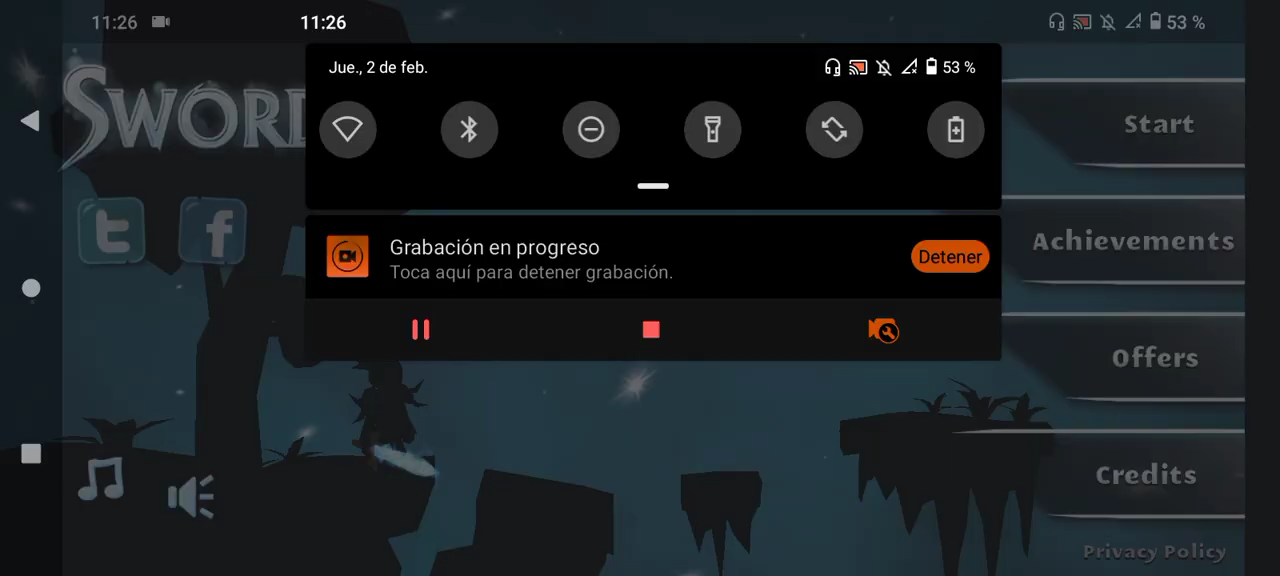 11:26
11:26
53 %
Jue., 2 de feb.
53 %
SWORD
Start
Achievements
Grabación en progreso
Toca aquí para detener grabación.
Detener
Offers
Credits
Privacy Policy